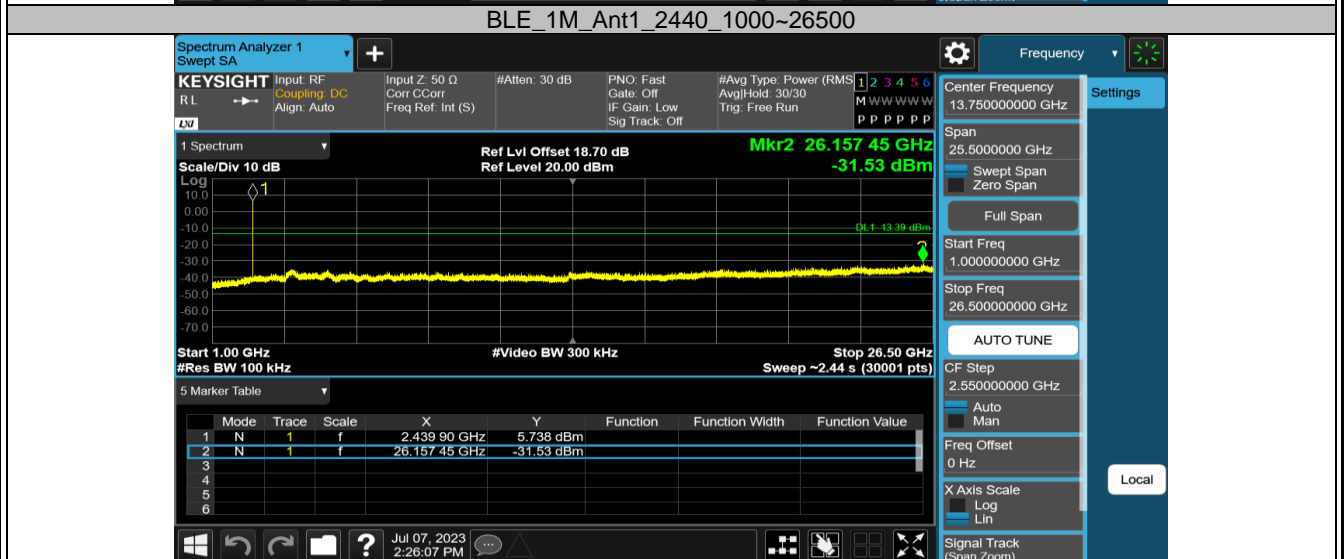 BLE_1M_Ant1_2440_1000~26500
Spectrum Analyzer 1
Swept SA
+
Frequency
KEYSIGHT
R L
LXI
Input: RF
Coupling: DC
Align: Auto
Input Z: 50 Ω
Corr CCorr
Freq Ref: Int (S)
#Atten: 30 dB
PNO: Fast
Gate: Off
IF Gain: Low
Sig Track: Off
#Avg Type: Power (RMS
Avg|Hold: 30/30
Trig: Free Run
1 2 3 4 5 6
M W W W W W
P P P P P P
1 Spectrum
Scale/Div 10 dB
Ref Lvl Offset 18.70 dB
Ref Level 20.00 dBm
Mkr2 26.157 45 GHz
-31.53 dBm
Log
10.0
0.00
-10.0
-20.0
-30.0
-40.0
-50.0
-60.0
-70.0
1
DL1 -13.39 dBm
Start 1.00 GHz
#Res BW 100 kHz
#Video BW 300 kHz
Stop 26.50 GHz
Sweep ~2.44 s (30001 pts)
5 Marker Table
Mode Trace Scale X Y Function Function Width Function Value
1 N 1 f 2.439 90 GHz 5.738 dBm
2 N 1 f 26.157 45 GHz -31.53 dBm
3
4
5
6
Jul 07, 2023
2:26:07 PM
?
Center Frequency
13.750000000 GHz
Settings
Span
25.5000000 GHz
Swept Span
Zero Span
Full Span
Start Freq
1.000000000 GHz
Stop Freq
26.500000000 GHz
AUTO TUNE
CF Step
2.550000000 GHz
Auto
Man
Freq Offset
0 Hz
X Axis Scale
Log
Lin
Local
Signal Track
(Span Zoom)